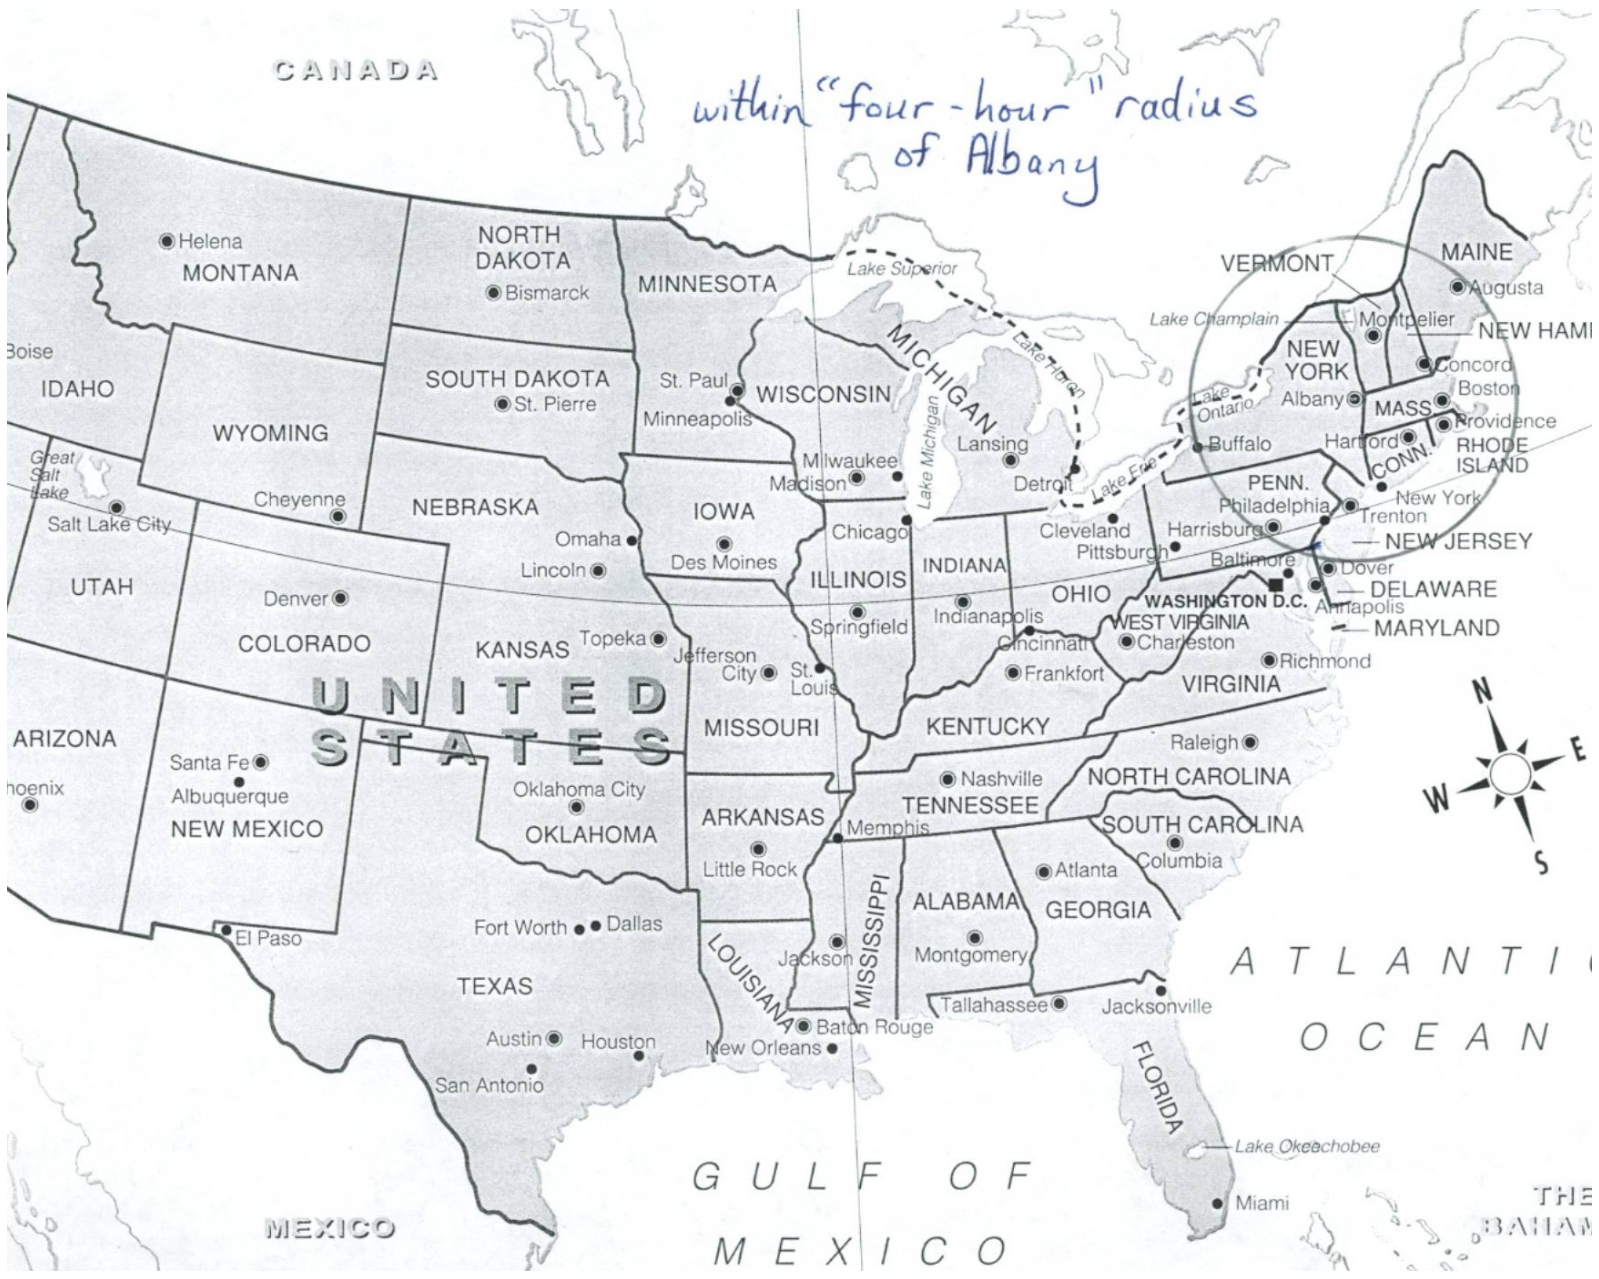 CANADA
within "four-hour" radius
of Albany
Helena
MONTANA
NORTH
DAKOTA
Bismarck
MINNESOTA
Lake Superior
VERMONT
MAINE
Augusta
Lake Champlain
Montpelier
NEW HAM
Boise
IDAHO
SOUTH DAKOTA
St. Pierre
St. Paul
Minneapolis
WISCONSIN
MICHIGAN
Lake Huron
NEW
YORK
Concord
Boston
Albany
MASS
Lake
Ontario
Providence
WYOMING
Lansing
Lake Michigan
Buffalo
Hartford
RHODE
ISLAND
CONN.
Great
Salt
Lake
Milwaukee
Madison
Detroit
Lake Erie
PENN.
Philadelphia
New York
Trenton
Cheyenne
Salt Lake City
NEBRASKA
IOWA
Chicago
Cleveland
Harrisburg
Pittsburgh
NEW JERSEY
Omaha
Des Moines
Lincoln
Baltimore
Dover
UTAH
Denver
ILLINOIS
INDIANA
OHIO
DELAWARE
WASHINGTON D.C.
Annapolis
COLORADO
Springfield
Indianapolis
WEST VIRGINIA
MARYLAND
KANSAS
Topeka
Jefferson
City
St.
Louis
Cincinnati
Charleston
Frankfort
Richmond
VIRGINIA
UNITED
STATES
MISSOURI
KENTUCKY
N
E
W
S
ARIZONA
Santa Fe
Albuquerque
NEW MEXICO
hoenix
Oklahoma City
OKLAHOMA
ARKANSAS
Little Rock
Nashville
TENNESSEE
Memphis
Raleigh
NORTH CAROLINA
SOUTH CAROLINA
Columbia
Atlanta
GEORGIA
ALABAMA
Montgomery
MISSISSIPPI
Jackson
El Paso
Fort Worth
Dallas
TEXAS
LOUISIANA
ATLANTIC
OCEAN
Tallahassee
Jacksonville
Baton Rouge
New Orleans
Austin
Houston
San Antonio
FLORIDA
Lake Okeechobee
Miami
GULF OF
MEXICO
MEXICO
THE
BAHAM